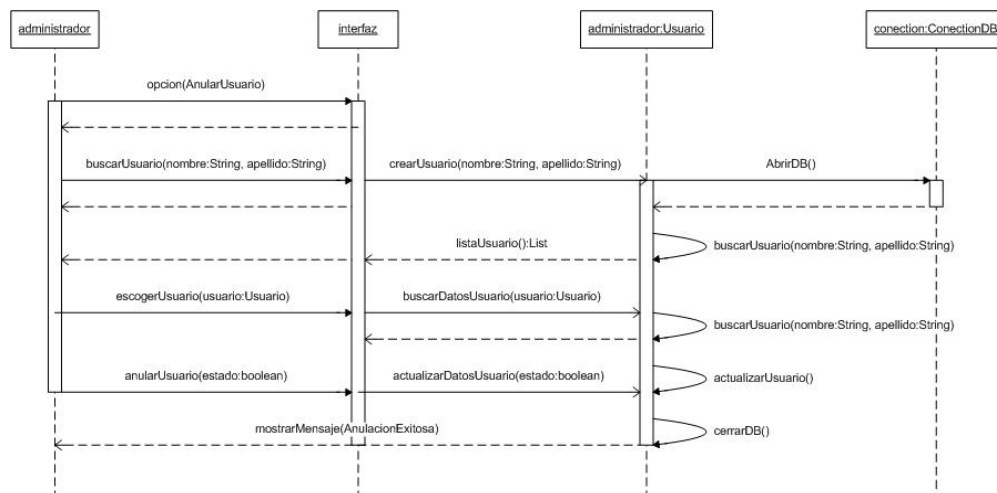 administrador
interfaz
administrador:Usuario
conection:ConectionDB
opcion(AnularUsuario)
buscarUsuario(nombre:String, apellido:String)
crearUsuario(nombre:String, apellido:String)
AbrirDB()
listaUsuario():List
buscarUsuario(nombre:String, apellido:String)
escogerUsuario(usuario:Usuario)
buscarDatosUsuario(usuario:Usuario)
buscarUsuario(nombre:String, apellido:String)
anularUsuario(estado:boolean)
actualizarDatosUsuario(estado:boolean)
actualizarUsuario()
mostrarMensaje(AnulacionExitosa)
cerrarDB()